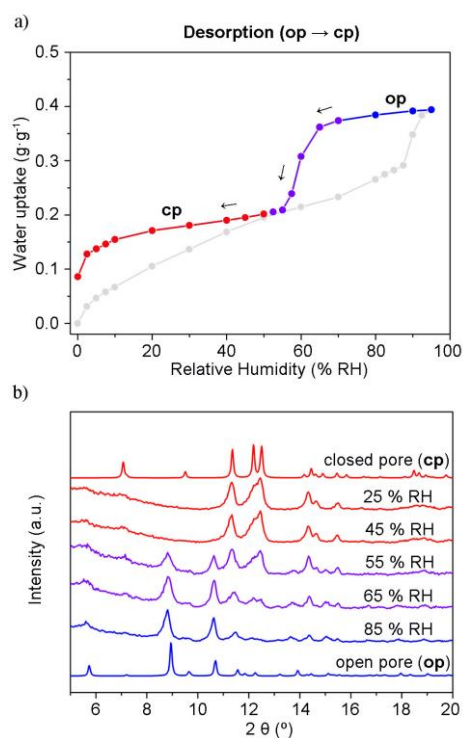 a)
Desorption (op → cp)
Water uptake (g·g⁻¹)
0.4
0.3
0.2
0.1
0.0
op
cp
0 20 40 60 80 100
Relative Humidity (% RH)
b)
Intensity (a.u.)
closed pore (cp)
25 % RH
45 % RH
55 % RH
65 % RH
85 % RH
open pore (op)
6 8 10 12 14 16 18 20
2 θ (º)